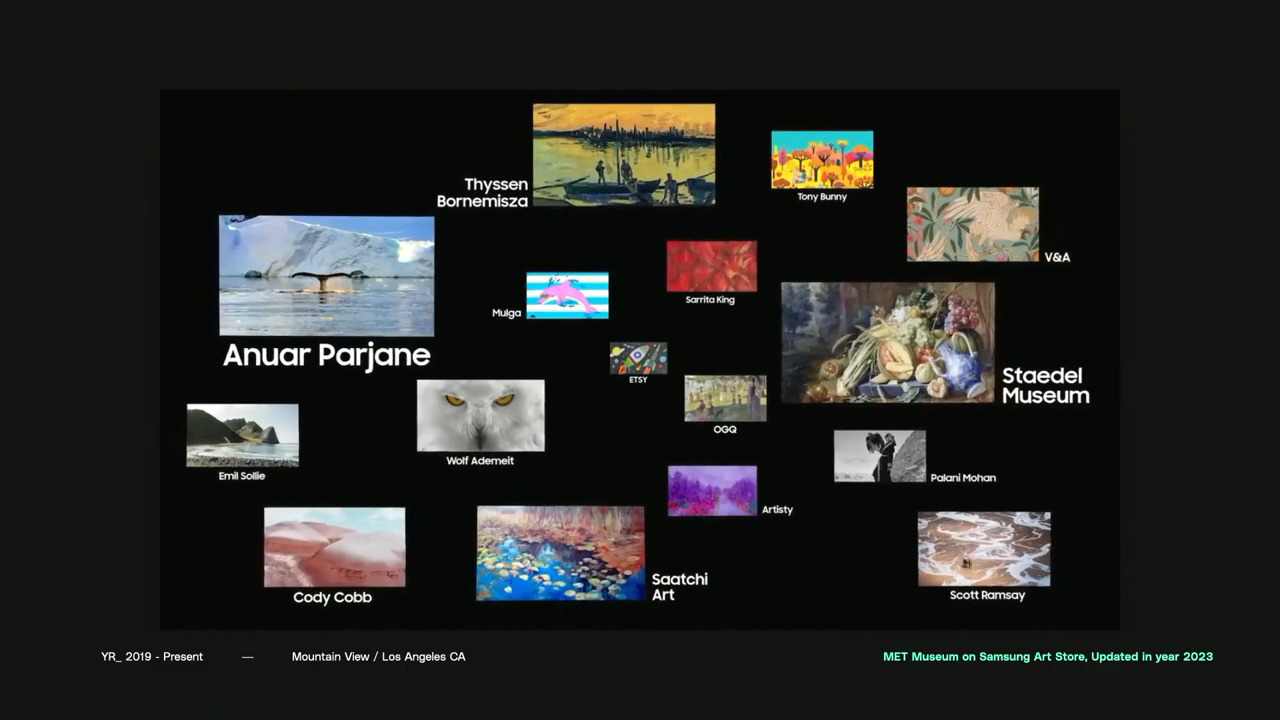 Thyssen
Bornemisza
Tony Bunny
V&A
Sarrita King
Mulga
Anuar Parjane
ETSY
Staedel
Museum
OGQ
Wolf Ademeit
Emil Sollie
Palani Mohan
Artisty
Saatchi
Art
Cody Cobb
Scott Ramsay
YR_ 2019 - Present — Mountain View / Los Angeles CA
MET Museum on Samsung Art Store, Updated in year 2023